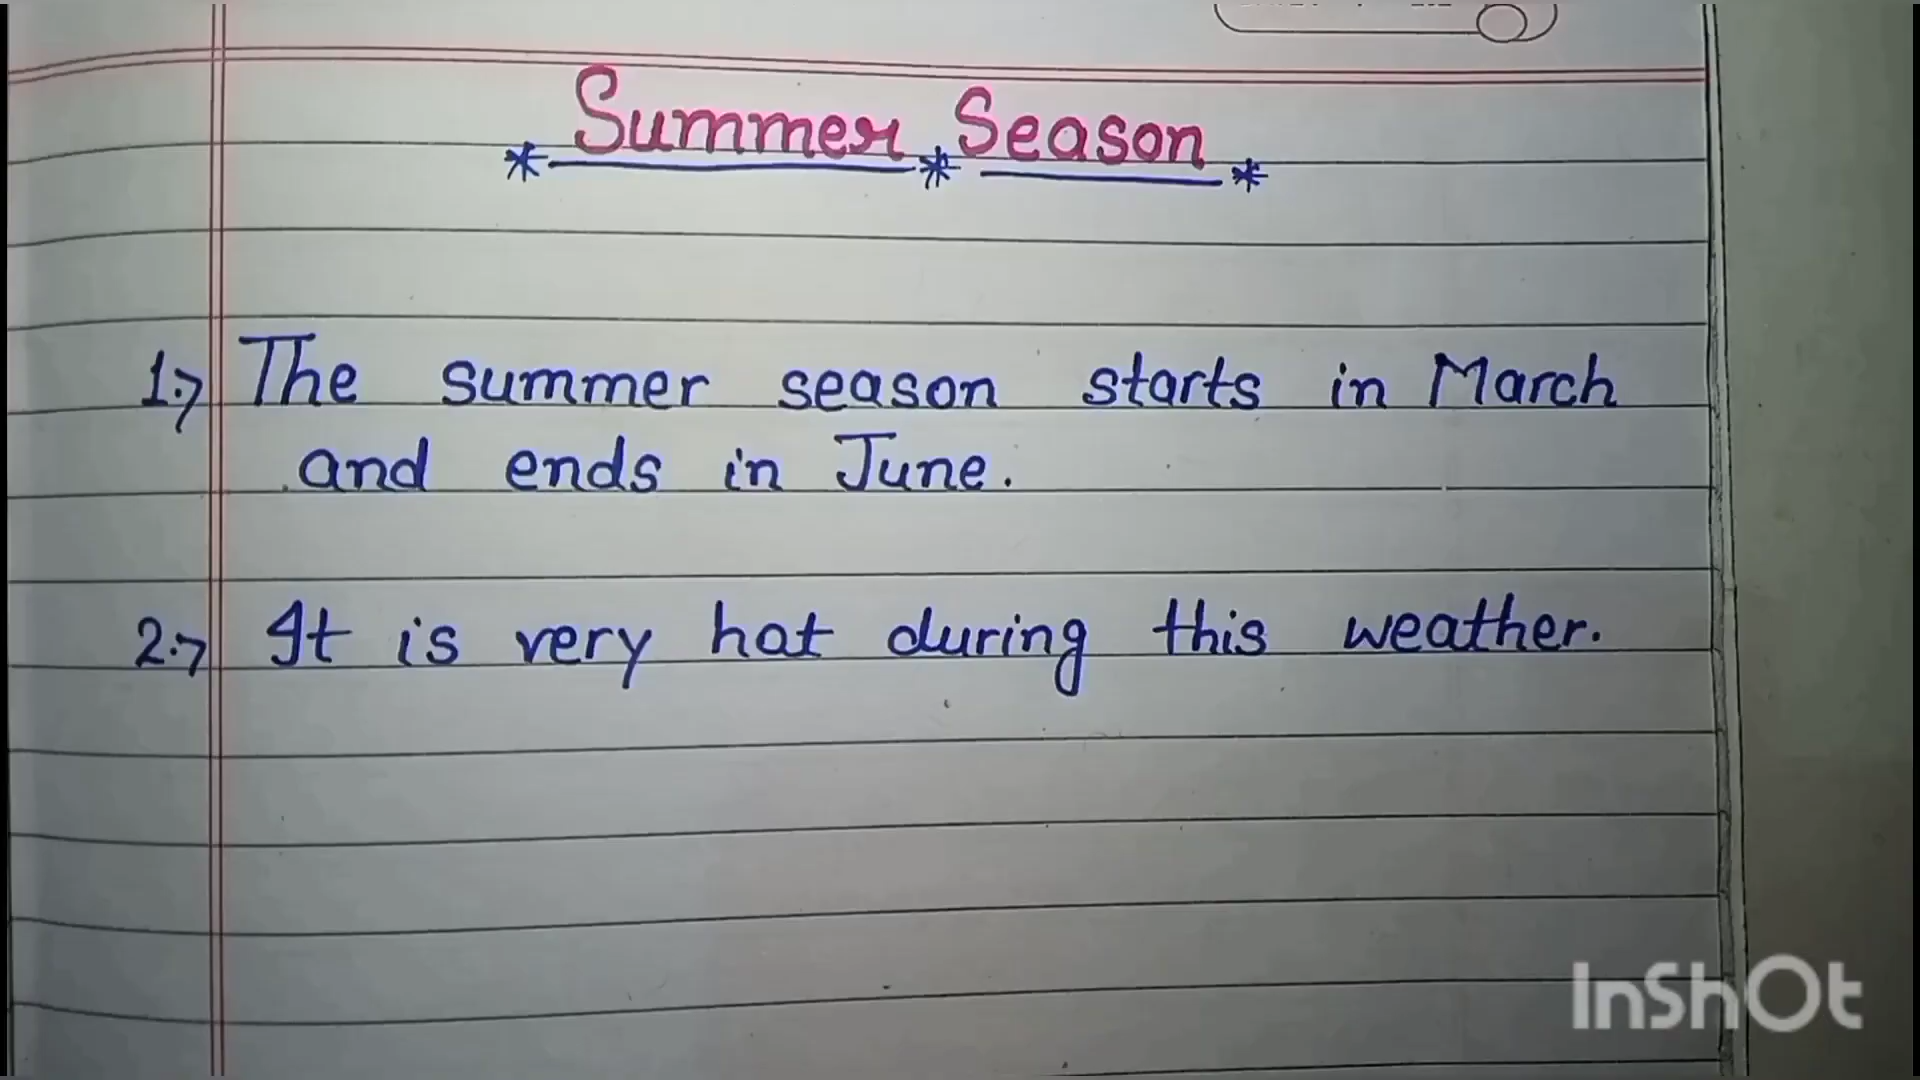 Summer Season
1.> The summer season starts in March
and ends in June.
2.> It is very hot during this weather.
InShOt